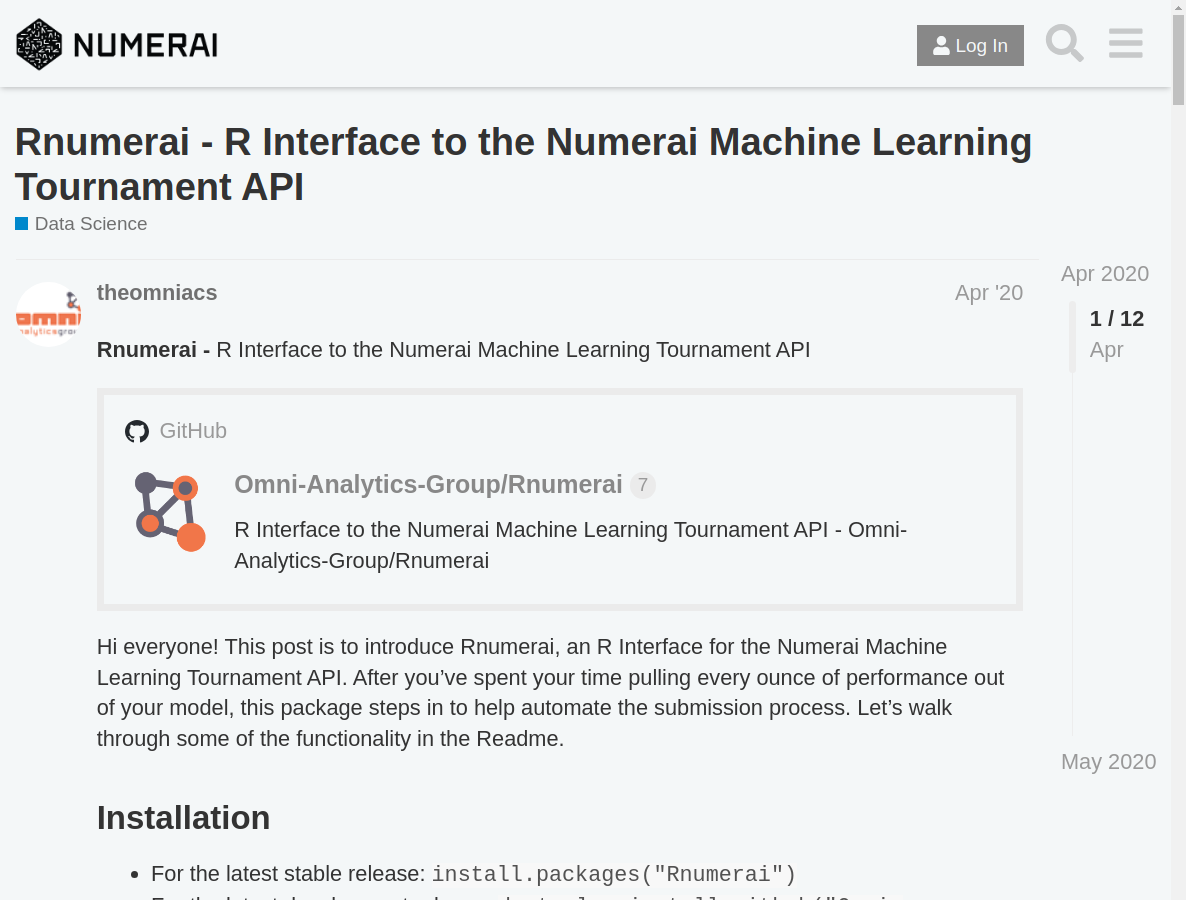 NUMERAI
Log In
Rnumerai - R Interface to the Numerai Machine Learning
Tournament API
Data Science
Apr 2020
theomniacs
Apr '20
1 / 12
Apr
Rnumerai - R Interface to the Numerai Machine Learning Tournament API
GitHub
Omni-Analytics-Group/Rnumerai 7
R Interface to the Numerai Machine Learning Tournament API - Omni-
Analytics-Group/Rnumerai
Hi everyone! This post is to introduce Rnumerai, an R Interface for the Numerai Machine
Learning Tournament API. After you’ve spent your time pulling every ounce of performance out
of your model, this package steps in to help automate the submission process. Let’s walk
through some of the functionality in the Readme.
May 2020
Installation
For the latest stable release: install.packages("Rnumerai")